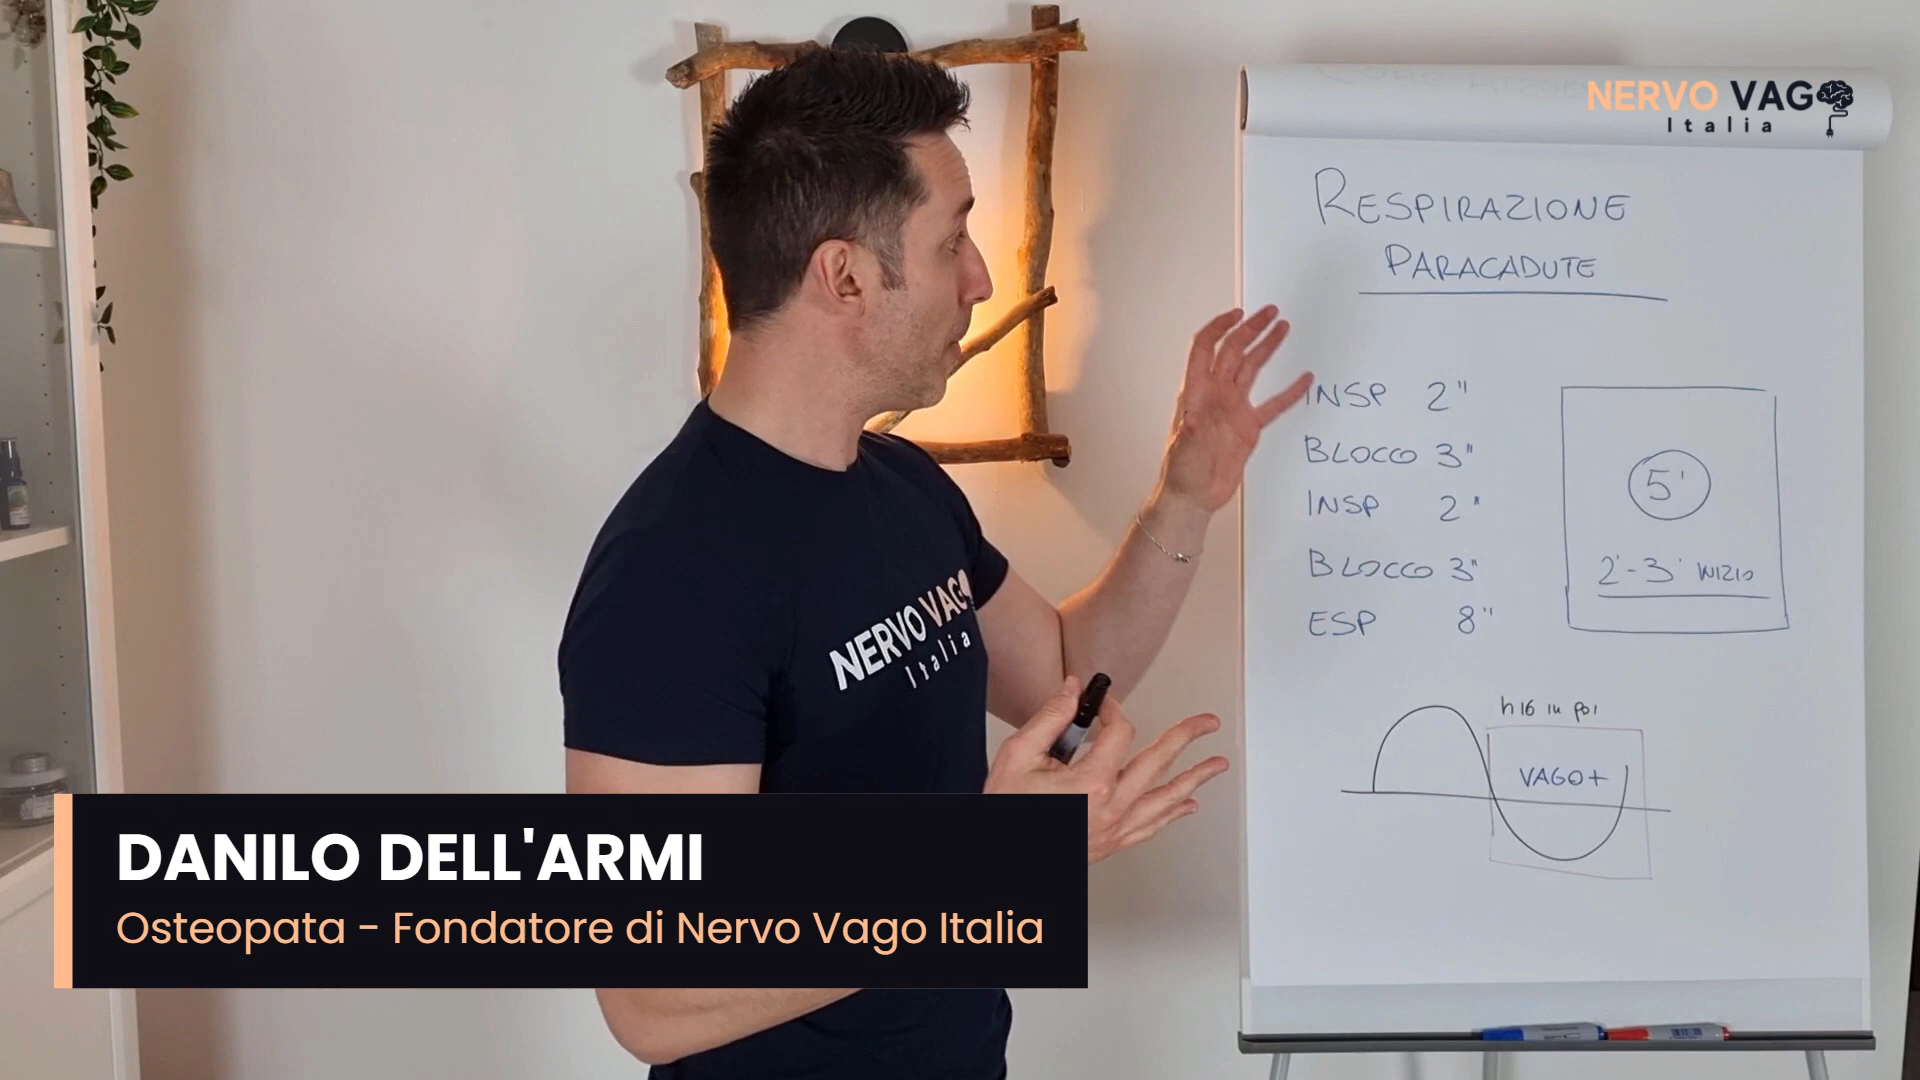 NERVO VAGO
Italia
RESPIRAZIONE
PARACADUTE
INSP 2"
BLOCO 3"
INSP 2"
BLOCCO 3"
ESP 8"
5'
2'-3' INIZIO
h16 in poi
VAGO+
NERVO VAGO
Italia
DANILO DELL'ARMI
Osteopata - Fondatore di Nervo Vago Italia